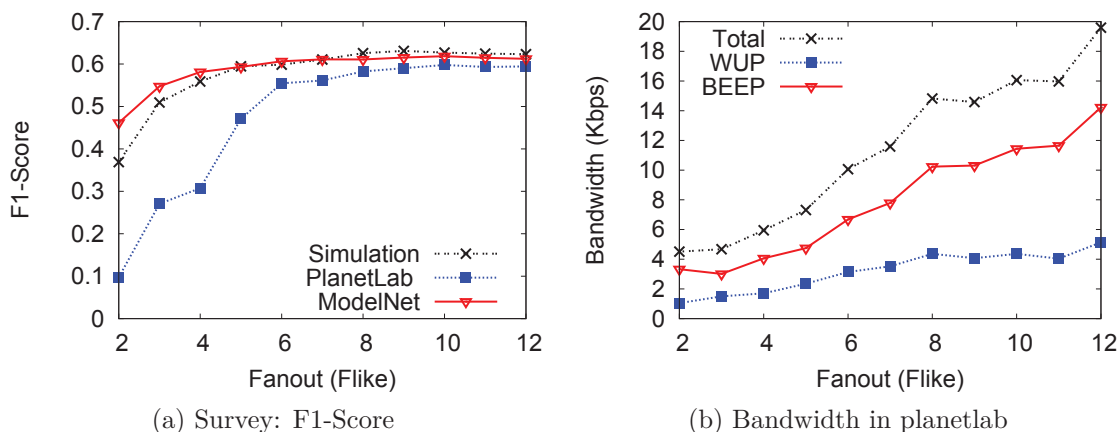 0.7
0.6
0.5
0.4
0.3
0.2
0.1
0
F1-Score
Simulation
PlanetLab
ModelNet
2 4 6 8 10 12
Fanout (Flike)
(a) Survey: F1-Score
20
18
16
14
12
10
8
6
4
2
0
Bandwidth (Kbps)
Total
WUP
BEEP
2 4 6 8 10 12
Fanout (Flike)
(b) Bandwidth in planetlab